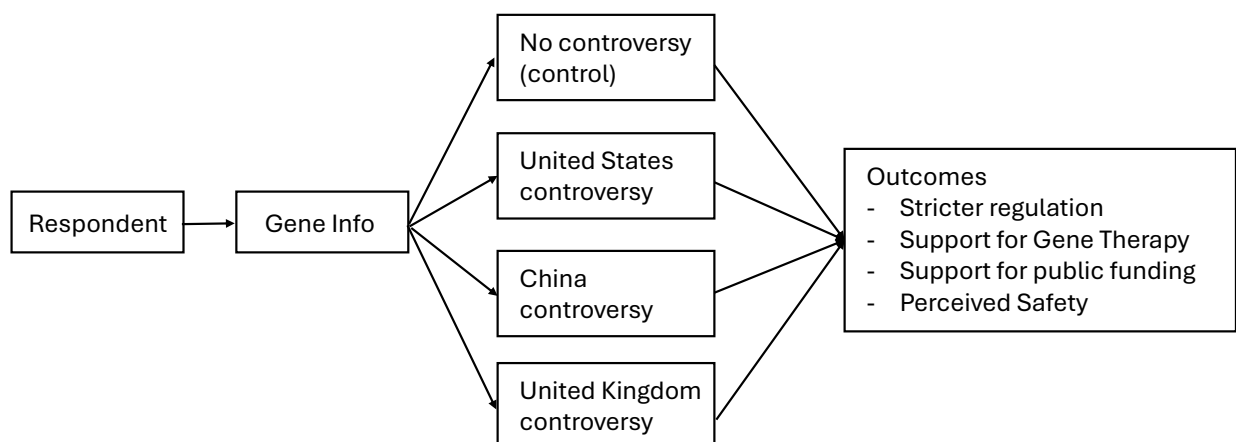 Respondent
Gene Info
No controversy
(control)
United States
controversy
China
controversy
United Kingdom
controversy
Outcomes
- Stricter regulation
- Support for Gene Therapy
- Support for public funding
- Perceived Safety